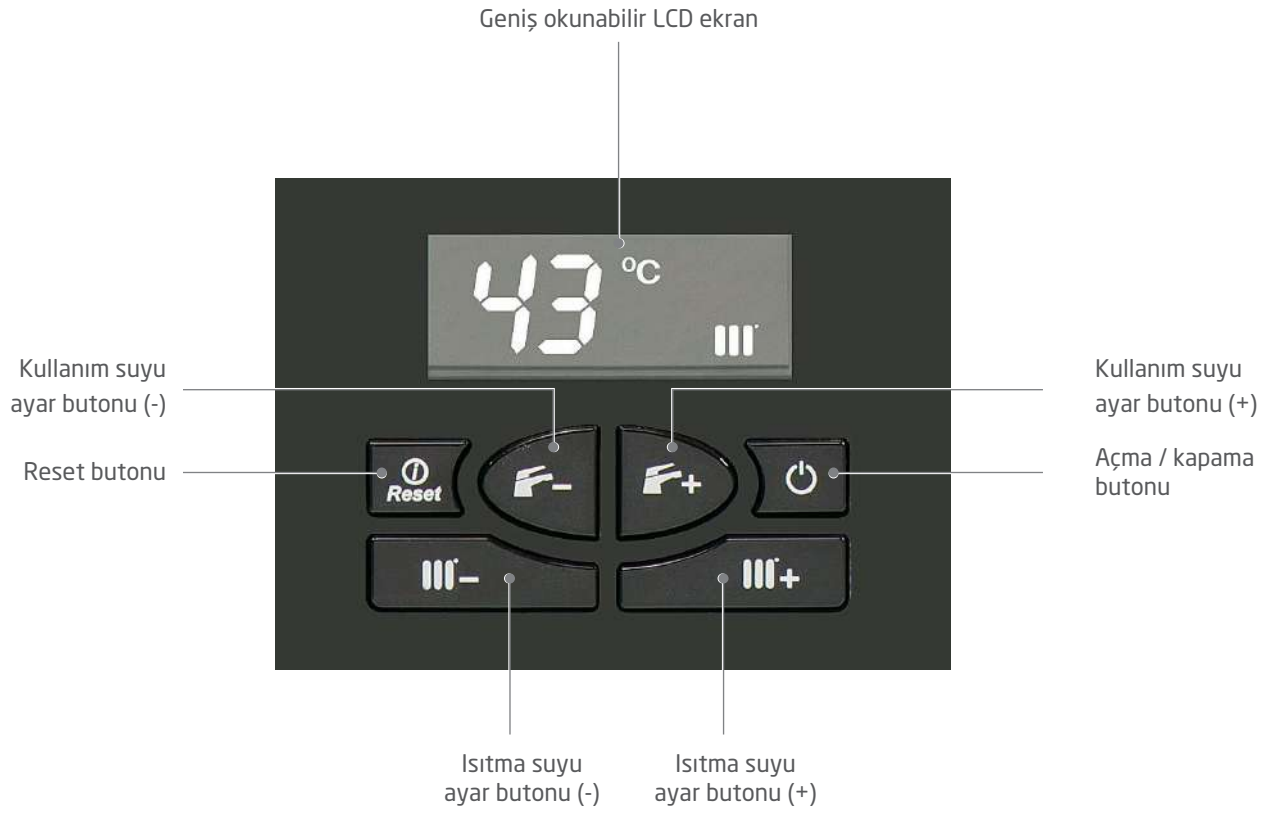 Geniş okunabilir LCD ekran
43 °C
Kullanım suyu
ayar butonu (-)
Kullanım suyu
ayar butonu (+)
Reset butonu
Reset
-
+
Açma / kapama
butonu
-
+
Isıtma suyu
ayar butonu (-)
Isıtma suyu
ayar butonu (+)